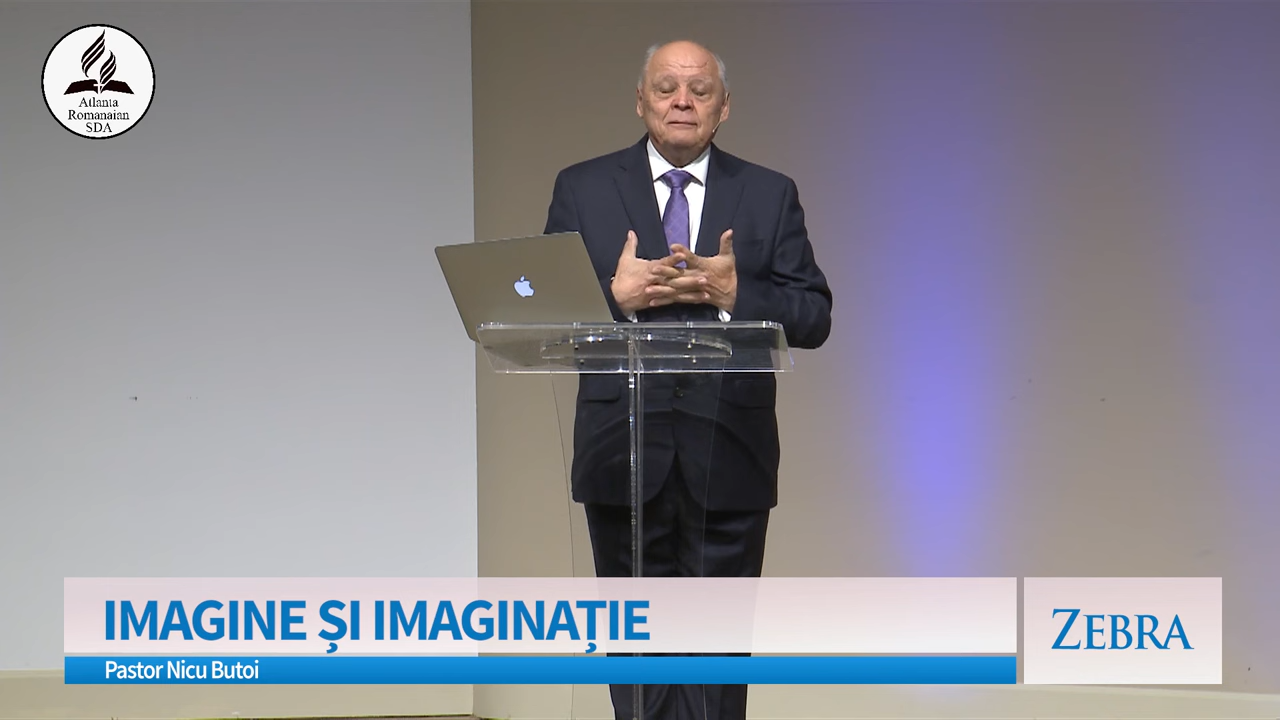 Atlanta
Romanaian
SDA
IMAGINE ȘI IMAGINAȚIE
Pastor Nicu Butoi
ZEBRA